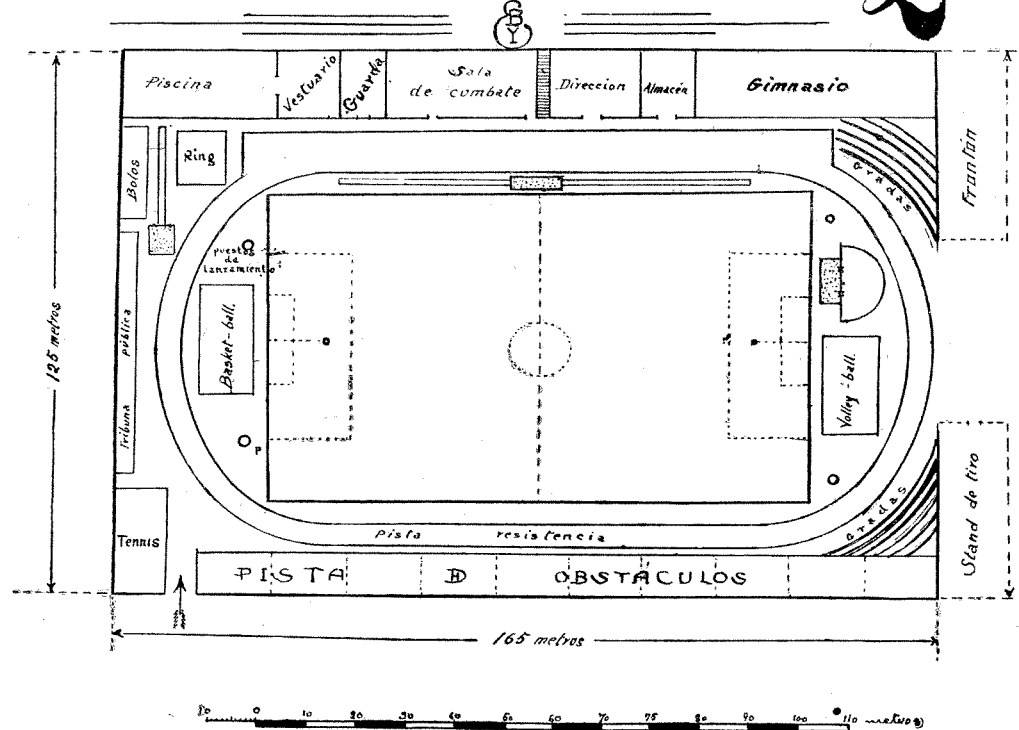 G
B
Y
Piscina
Vestuario
Guardia
Sala
de combate
Direccion
Almacén
Gimnasio
Bolos
Ring
Gradas
Frontón
puestos
de
lanzamiento
Basket-ball.
Volley-ball.
Tribuna pública
125 metros
P
Tennis
Pista resistencia
Gradas
Stand de tiro
PISTA D OBSTACULOS
165 metros
0 10 20 30 40 50 60 70 75 80 90 100 110 metros